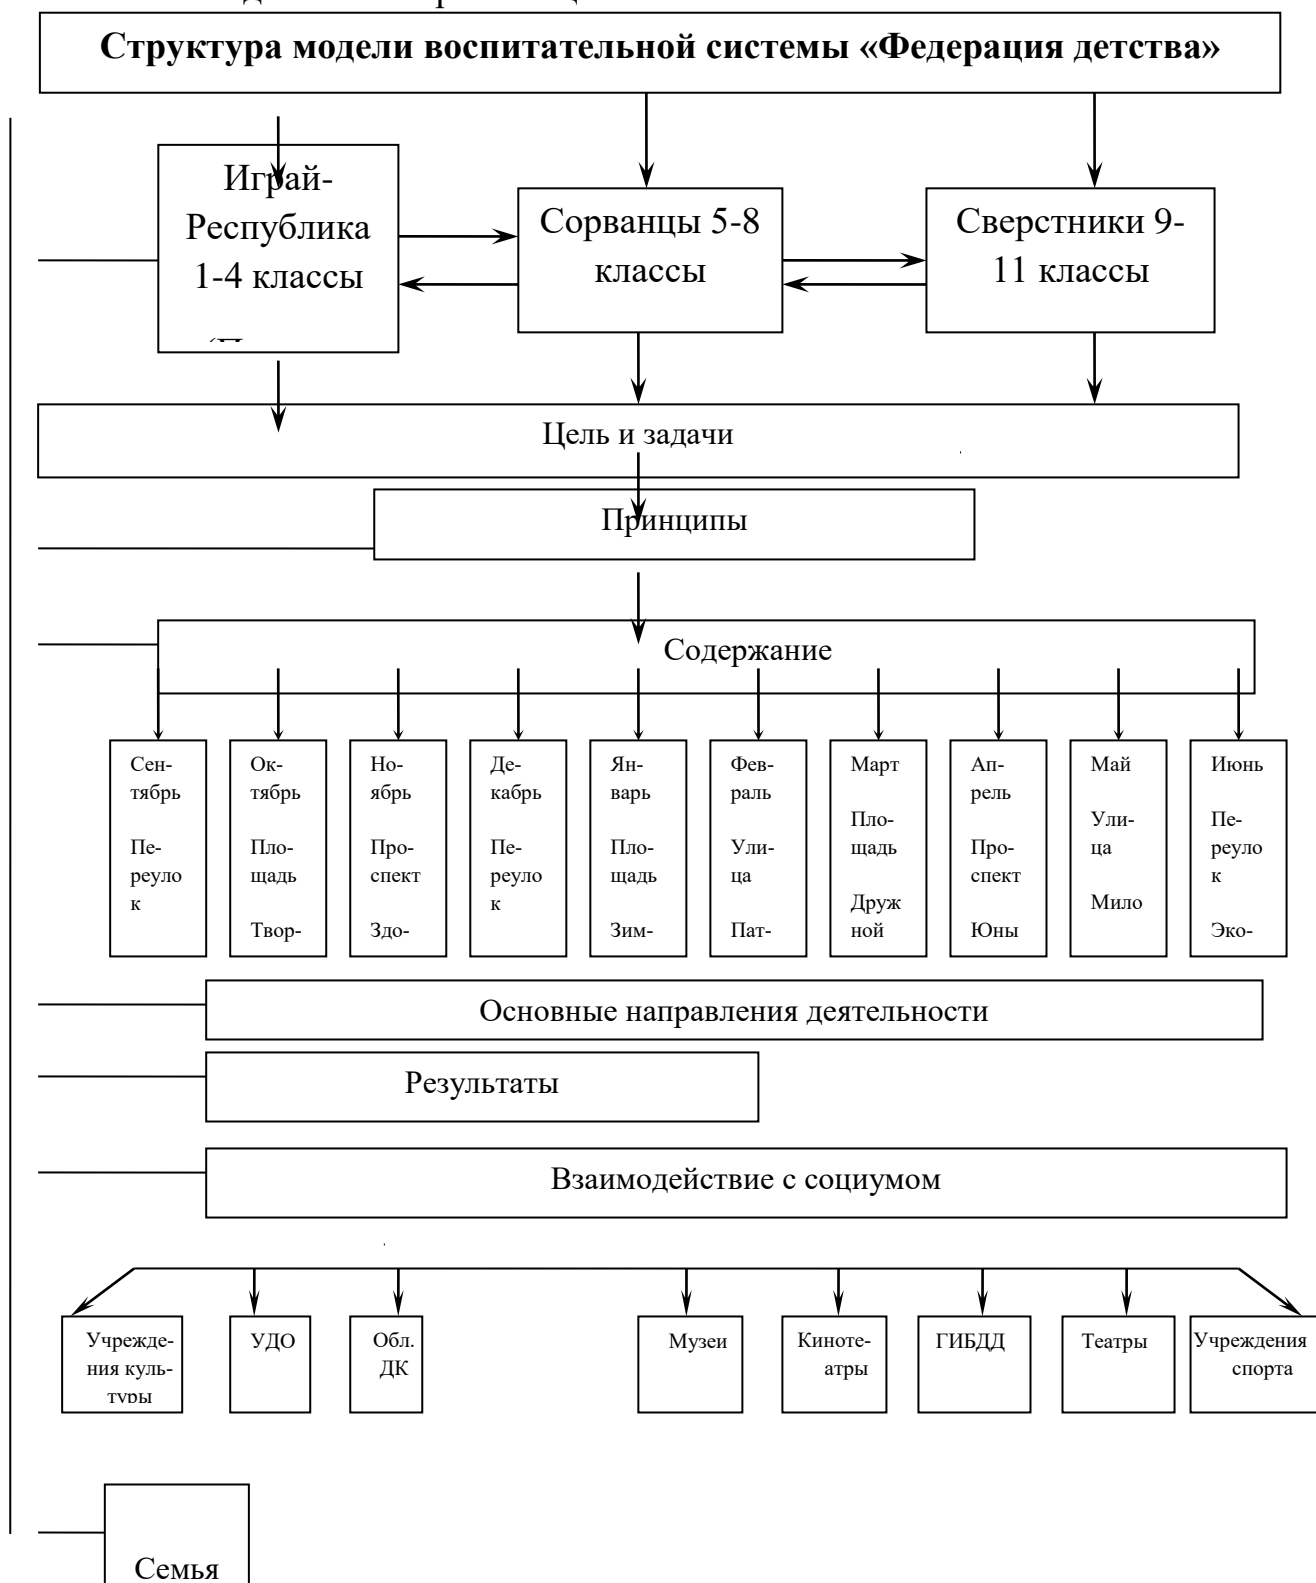 Структура модели воспитательной системы «Федерация детства»
Играй-
Республика
1-4 классы
Сорванцы 5-8
классы
Сверстники 9-
11 классы
Цель и задачи
Принципы
Содержание
Сен-
тябрь
Пе-
реуло
к
Ок-
тябрь
Пло-
щадь
Твор-
Но-
ябрь
Про-
спект
Здо-
Де-
кабрь
Пе-
реуло
к
Ян-
варь
Пло-
щадь
Зим-
Фев-
раль
Ули-
ца
Пат-
Март
Пло-
щадь
Друж
ной
Ап-
рель
Про-
спект
Юны
Май
Ули-
ца
Мило
Июнь
Пе-
реуло
к
Эко-
Основные направления деятельности
Результаты
Взаимодействие с социумом
Учрежде-
ния куль-
туры
УДО
Обл.
ДК
Музеи
Киноте-
атры
ГИБДД
Театры
Учреждения
спорта
Семья